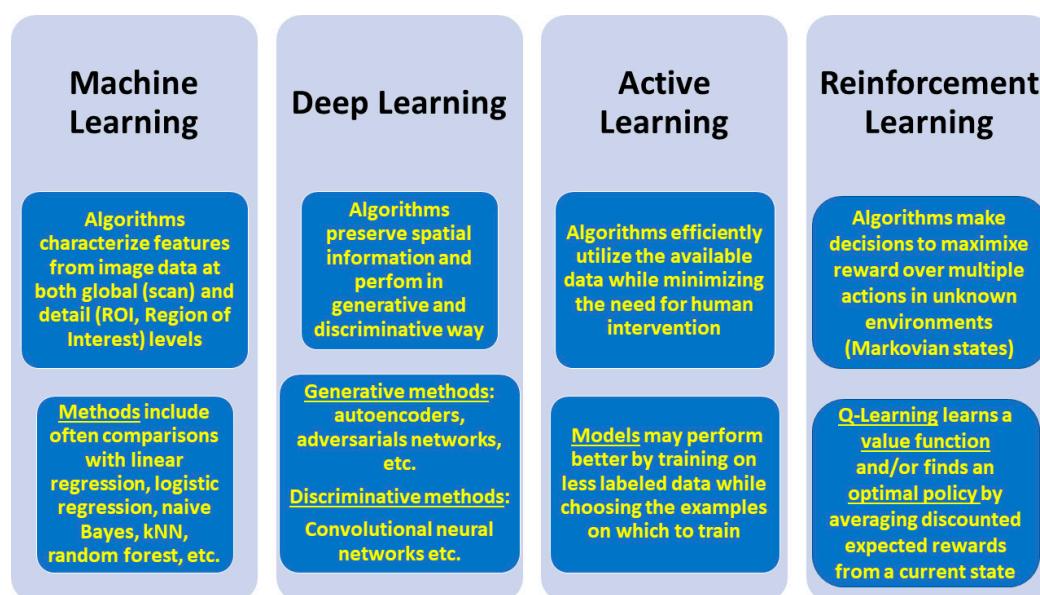 Machine
Learning
Algorithms
characterize features
from image data at
both global (scan) and
detail (ROI, Region of
Interest) levels
Methods include
often comparisons
with linear
regression, logistic
regression, naive
Bayes, kNN,
random forest, etc.
Deep Learning
Algorithms
preserve spatial
information and
perfom in
generative and
discriminative way
Generative methods:
autoencoders,
adversarials networks,
etc.
Discriminative methods:
Convolutional neural
networks etc.
Active
Learning
Algorithms efficiently
utilize the available
data while minimizing
the need for human
intervention
Models may perform
better by training on
less labeled data while
choosing the examples
on which to train
Reinforcement
Learning
Algorithms make
decisions to maximixe
reward over multiple
actions in unknown
environments
(Markovian states)
Q-Learning learns a
value function
and/or finds an
optimal policy by
averaging discounted
expected rewards
from a current state